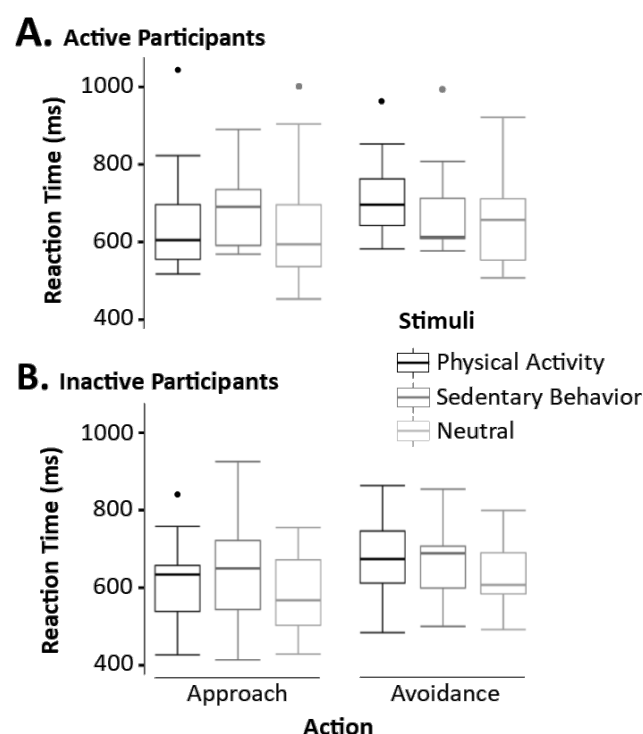 A. Active Participants
Reaction Time (ms)
1000
800
600
400
Stimuli
Physical Activity
Sedentary Behavior
Neutral
B. Inactive Participants
Reaction Time (ms)
1000
800
600
400
Approach
Avoidance
Action